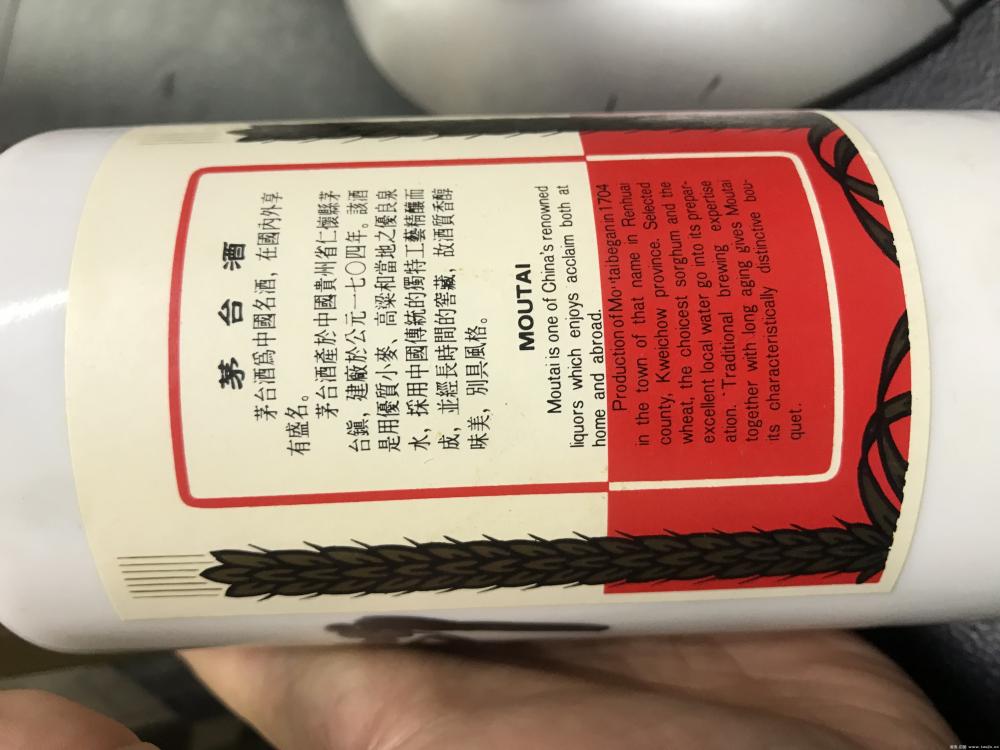 茅台酒
茅台酒爲中國名酒，在國內外享
有盛名。
茅台酒產於中國貴州省仁懷縣茅
台鎮，建廠於公元一七〇四年。該酒
是用優質小麥、高粱和當地之優良泉
水，採用中國傳統的獨特工藝精釀而
成，並經長時間的窖藏，故酒質香醇
味美，別具風格。
MOUTAI
Moutai is one of China's renowned
liquors which enjoys acclaim both at
home and abroad.
Production of Moutai began in 1704
in the town of that name in Renhuai
county, Kweichow province. Selected
wheat, the choicest sorghum and the
excellent local water go into its prepar-
ation. Traditional brewing expertise
together with long aging gives Moutai
its characteristically distinctive bou-
quet.